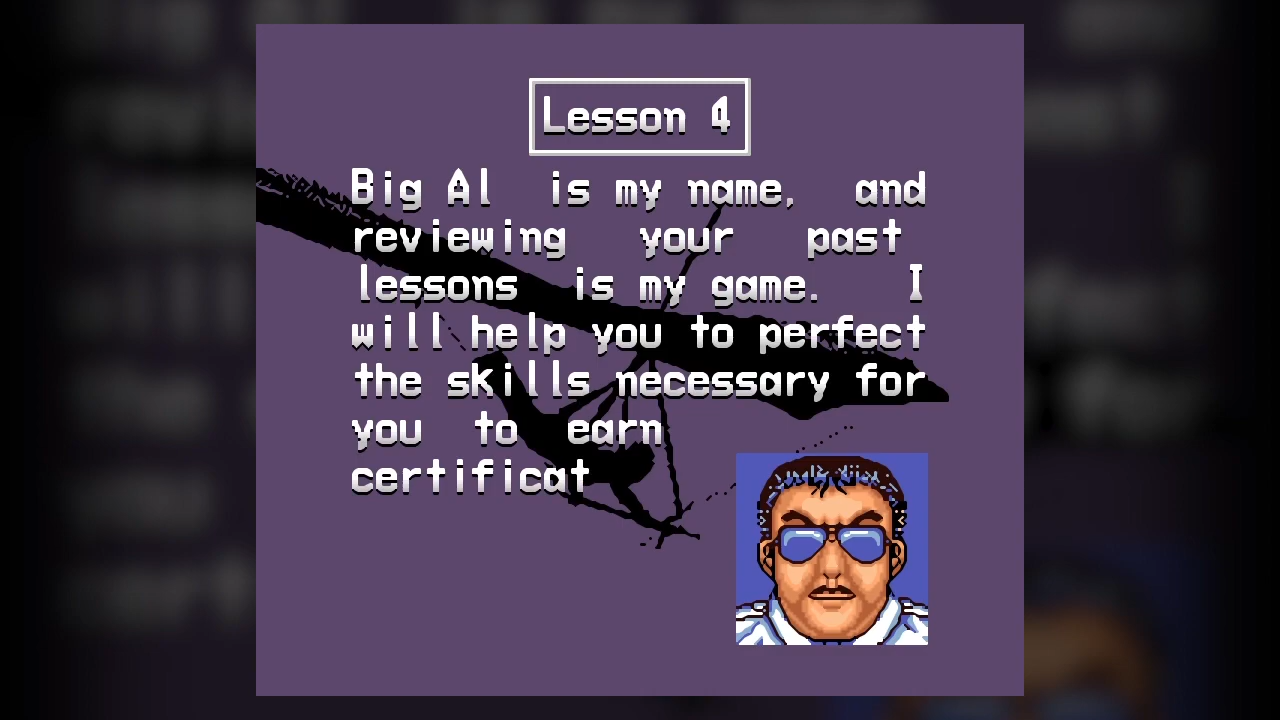 Lesson 4
Big Al is my name, and
reviewing your past
lessons is my game. I
will help you to perfect
the skills necessary for
you to earn
certificat